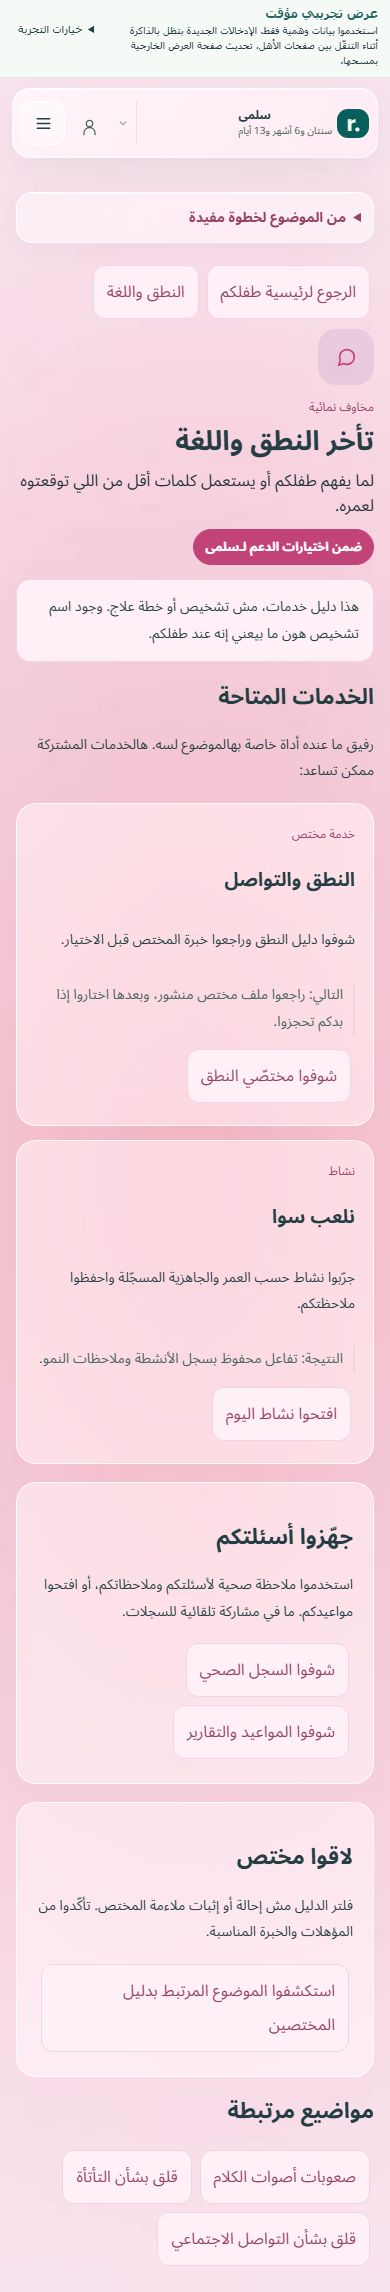 عرض تجريبي مؤقت
استخدموا بيانات وهمية فقط. الإدخالات الجديدة بتظل بالذاكرة
أثناء التنقّل بين صفحات الأهل، تحديث صفحة العرض الخارجية
بمسحها.
◀ خيارات التجربة
r.
سلمى
سنتان و6 أشهر و13 أيام
◀ من الموضوع لخطوة مفيدة
الرجوع لرئيسية طفلكم
النطق واللغة
مخاوف نمائية
تأخر النطق واللغة
لما يفهم طفلكم أو يستعمل كلمات أقل من اللي توقعتوه
لعمره.
ضمن اختيارات الدعم لـسلمى
هذا دليل خدمات، مش تشخيص أو خطة علاج. وجود اسم
تشخيص هون ما بيعني إنه عند طفلكم.
الخدمات المتاحة
رفيق ما عنده أداة خاصة بهالموضوع لسه. هالخدمات المشتركة
ممكن تساعد:
خدمة مختص
النطق والتواصل
شوفوا دليل النطق وراجعوا خبرة المختص قبل الاختيار.
التالي: راجعوا ملف مختص منشور، وبعدها اختاروا إذا
بدكم تحجزوا.
شوفوا مختصّي النطق
نشاط
نلعب سوا
جرّبوا نشاط حسب العمر والجاهزية المسجّلة واحفظوا
ملاحظتكم.
النتيجة: تفاعل محفوظ بسجل الأنشطة وملاحظات النمو.
افتحوا نشاط اليوم
جهّزوا أسئلتكم
استخدموا ملاحظة صحية لأسئلتكم وملاحظاتكم، أو افتحوا
مواعيدكم. ما في مشاركة تلقائية للسجلات.
شوفوا السجل الصحي
شوفوا المواعيد والتقارير
لاقوا مختص
فلتر الدليل مش إحالة أو إثبات ملاءمة المختص. تأكّدوا من
المؤهلات والخبرة المناسبة.
استكشفوا الموضوع المرتبط بدليل
المختصين
مواضيع مرتبطة
صعوبات أصوات الكلام
قلق بشأن التأتأة
قلق بشأن التواصل الاجتماعي